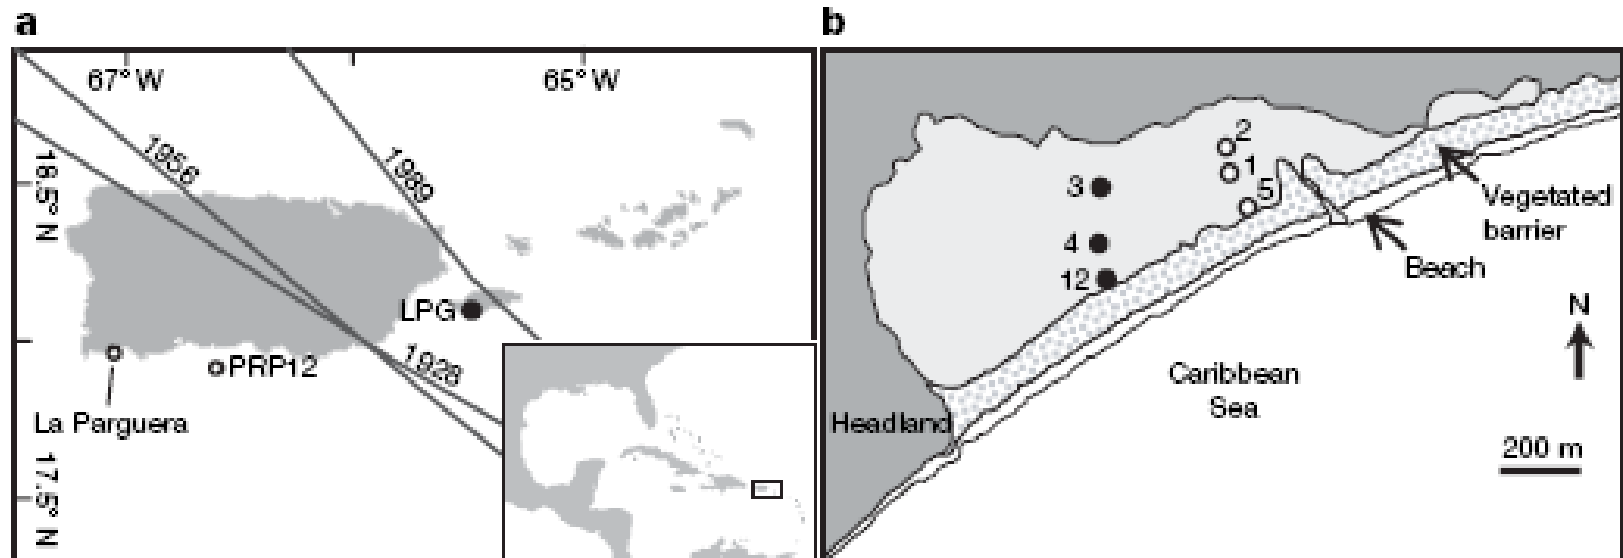 a
67° W
65° W
18.5° N
17.5° N
1956
1989
1928
LPG
PRP12
La Parguera
b
2
1
5
3
4
12
Vegetated
barrier
Beach
N
Caribbean
Sea
Headland
200 m